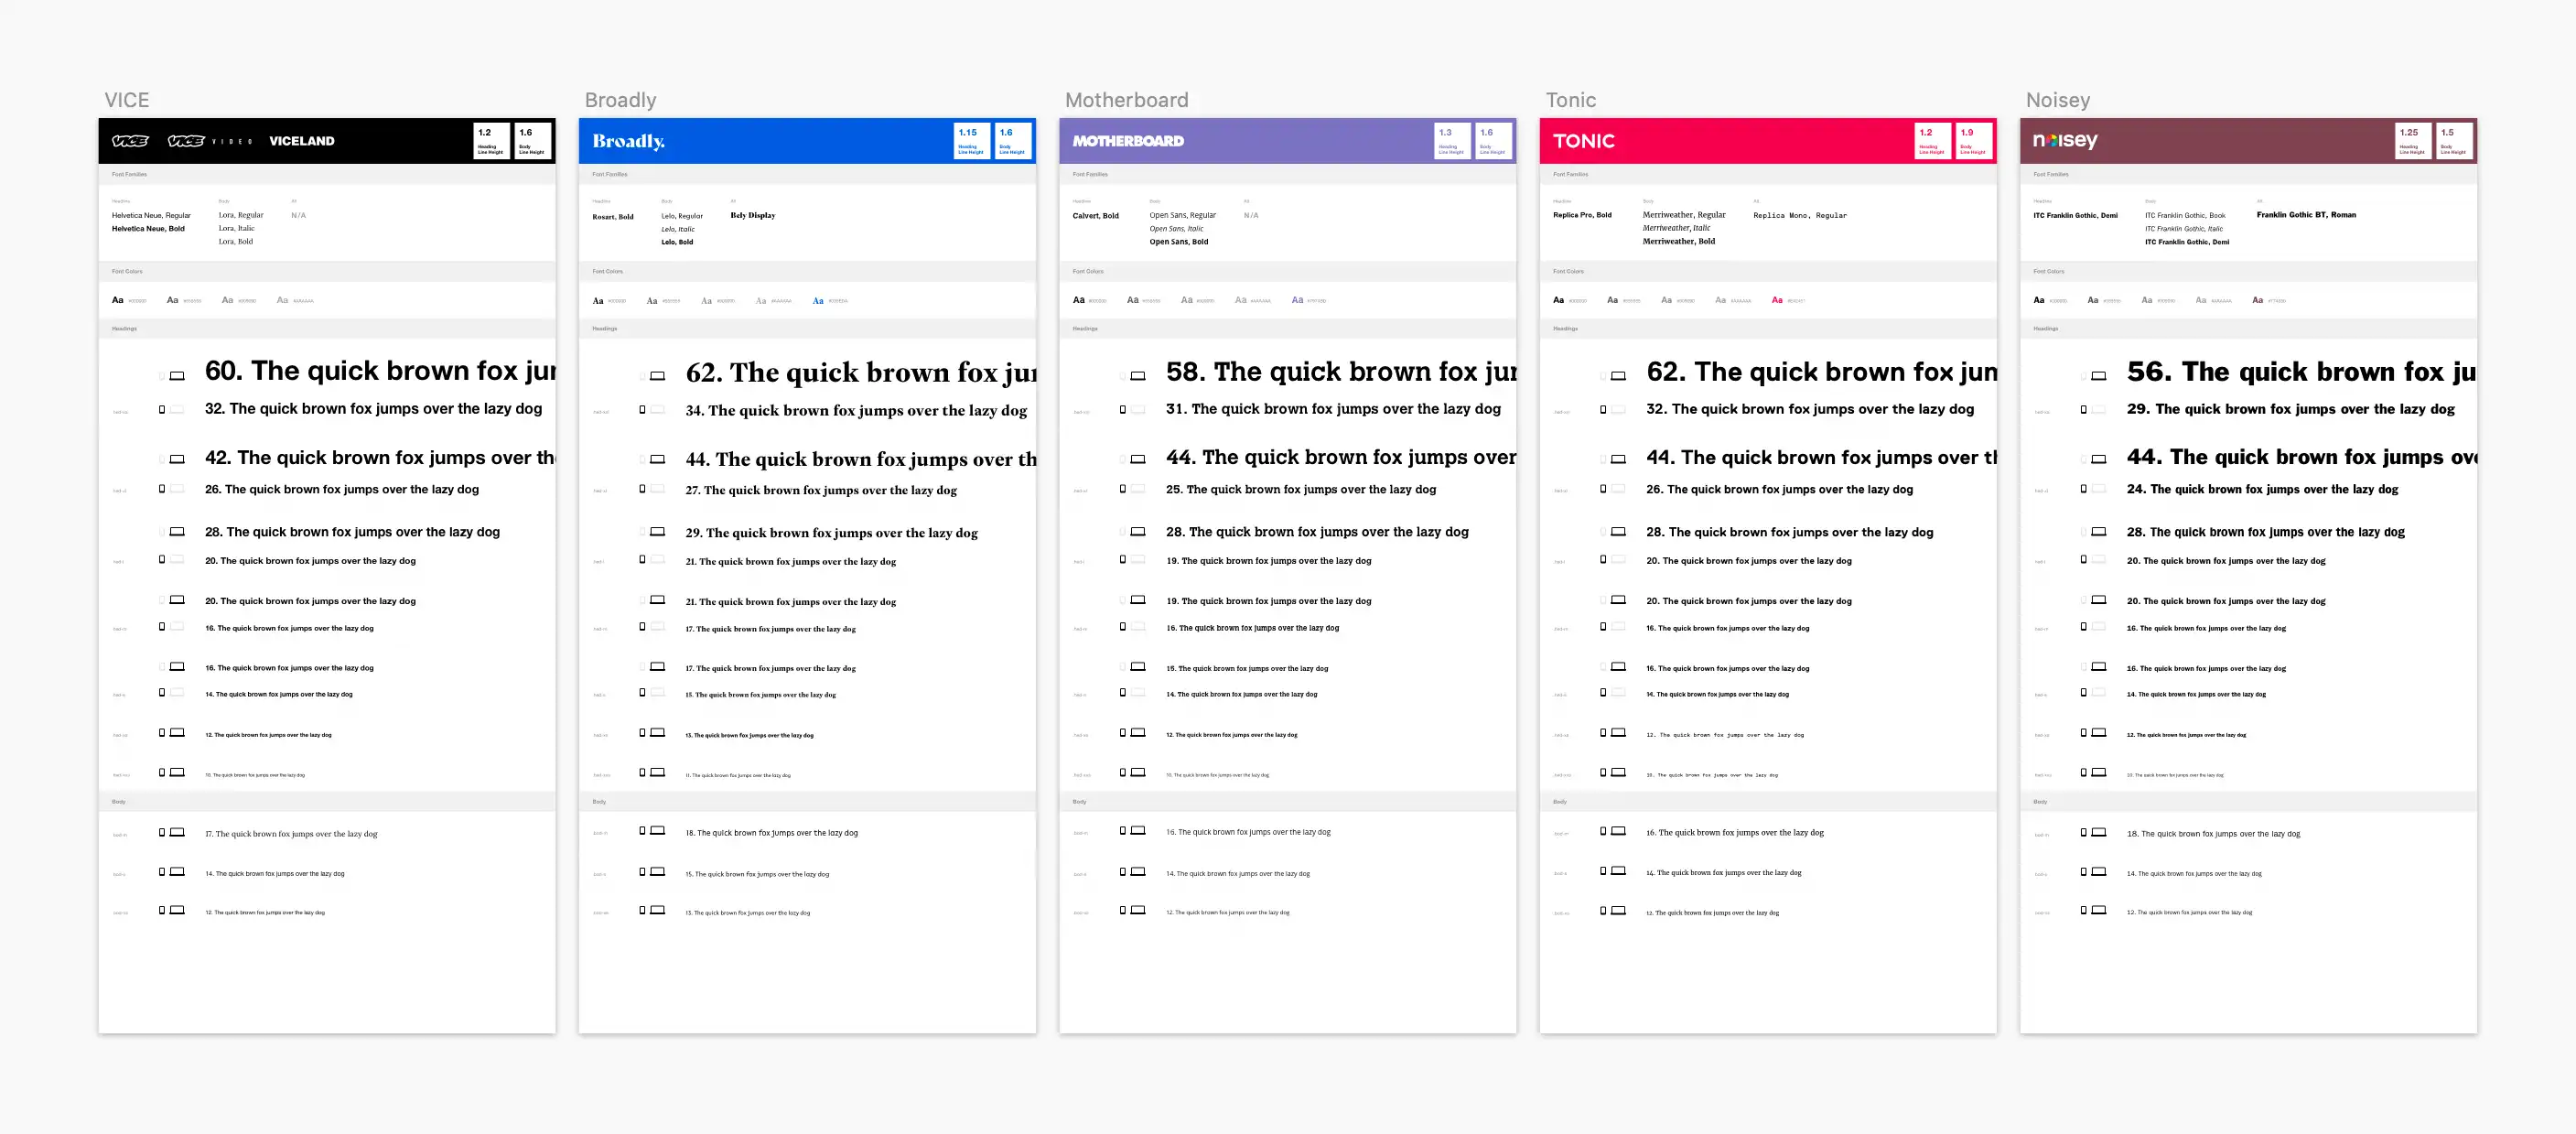 VICE
VICE VICE VIDEO VICELAND
1.2 1.6
Heading Line Height Body Line Height
Font Families
Headline Body Alt
Helvetica Neue, Regular Lora, Regular N/A
Helvetica Neue, Bold Lora, Italic
Lora, Bold
Font Colors
Aa Aa Aa Aa
Headings
60. The quick brown fox jur
32. The quick brown fox jumps over the lazy dog
42. The quick brown fox jumps over th
26. The quick brown fox jumps over the lazy dog
28. The quick brown fox jumps over the lazy dog
20. The quick brown fox jumps over the lazy dog
20. The quick brown fox jumps over the lazy dog
16. The quick brown fox jumps over the lazy dog
16. The quick brown fox jumps over the lazy dog
14. The quick brown fox jumps over the lazy dog
12. The quick brown fox jumps over the lazy dog
10. The quick brown fox jumps over the lazy dog
Body
17. The quick brown fox jumps over the lazy dog
14. The quick brown fox jumps over the lazy dog
12. The quick brown fox jumps over the lazy dog
Broadly
Broadly.
1.15 1.6
Heading Line Height Body Line Height
Font Families
Headline Body Alt
Rosart, Bold Lelo, Regular Bely Display
Lelo, Italic
Lelo, Bold
Font Colors
Aa Aa Aa Aa Aa
Headings
62. The quick brown fox jur
34. The quick brown fox jumps over the lazy dog
44. The quick brown fox jumps over th
27. The quick brown fox jumps over the lazy dog
29. The quick brown fox jumps over the lazy dog
21. The quick brown fox jumps over the lazy dog
21. The quick brown fox jumps over the lazy dog
17. The quick brown fox jumps over the lazy dog
17. The quick brown fox jumps over the lazy dog
15. The quick brown fox jumps over the lazy dog
13. The quick brown fox jumps over the lazy dog
11. The quick brown fox jumps over the lazy dog
Body
18. The quick brown fox jumps over the lazy dog
15. The quick brown fox jumps over the lazy dog
13. The quick brown fox jumps over the lazy dog
Motherboard
MOTHERBOARD
1.3 1.6
Heading Line Height Body Line Height
Font Families
Headline Body Alt
Calvert, Bold Open Sans, Regular N/A
Open Sans, Italic
Open Sans, Bold
Font Colors
Aa Aa Aa Aa Aa
Headings
58. The quick brown fox jur
31. The quick brown fox jumps over the lazy dog
44. The quick brown fox jumps over
25. The quick brown fox jumps over the lazy dog
28. The quick brown fox jumps over the lazy dog
19. The quick brown fox jumps over the lazy dog
19. The quick brown fox jumps over the lazy dog
16. The quick brown fox jumps over the lazy dog
15. The quick brown fox jumps over the lazy dog
14. The quick brown fox jumps over the lazy dog
12. The quick brown fox jumps over the lazy dog
10. The quick brown fox jumps over the lazy dog
Body
16. The quick brown fox jumps over the lazy dog
14. The quick brown fox jumps over the lazy dog
12. The quick brown fox jumps over the lazy dog
Tonic
TONIC
1.2 1.9
Heading Line Height Body Line Height
Font Families
Headline Body Alt
Replica Pro, Bold Merriweather, Regular Replica Mono, Regular
Merriweather, Italic
Merriweather, Bold
Font Colors
Aa Aa Aa Aa Aa
Headings
62. The quick brown fox jum
32. The quick brown fox jumps over the lazy dog
44. The quick brown fox jumps over th
26. The quick brown fox jumps over the lazy dog
28. The quick brown fox jumps over the lazy dog
20. The quick brown fox jumps over the lazy dog
20. The quick brown fox jumps over the lazy dog
16. The quick brown fox jumps over the lazy dog
16. The quick brown fox jumps over the lazy dog
14. The quick brown fox jumps over the lazy dog
12. The quick brown fox jumps over the lazy dog
10. The quick brown fox jumps over the lazy dog
Body
16. The quick brown fox jumps over the lazy dog
14. The quick brown fox jumps over the lazy dog
12. The quick brown fox jumps over the lazy dog
Noisey
noisey
1.25 1.5
Heading Line Height Body Line Height
Font Families
Headline Body Alt
ITC Franklin Gothic, Demi ITC Franklin Gothic, Book Franklin Gothic BT, Roman
ITC Franklin Gothic, Italic
ITC Franklin Gothic, Demi
Font Colors
Aa Aa Aa Aa Aa
Headings
56. The quick brown fox ju
29. The quick brown fox jumps over the lazy dog
44. The quick brown fox jumps ov
24. The quick brown fox jumps over the lazy dog
28. The quick brown fox jumps over the lazy dog
20. The quick brown fox jumps over the lazy dog
20. The quick brown fox jumps over the lazy dog
16. The quick brown fox jumps over the lazy dog
16. The quick brown fox jumps over the lazy dog
14. The quick brown fox jumps over the lazy dog
12. The quick brown fox jumps over the lazy dog
10. The quick brown fox jumps over the lazy dog
Body
18. The quick brown fox jumps over the lazy dog
14. The quick brown fox jumps over the lazy dog
12. The quick brown fox jumps over the lazy dog